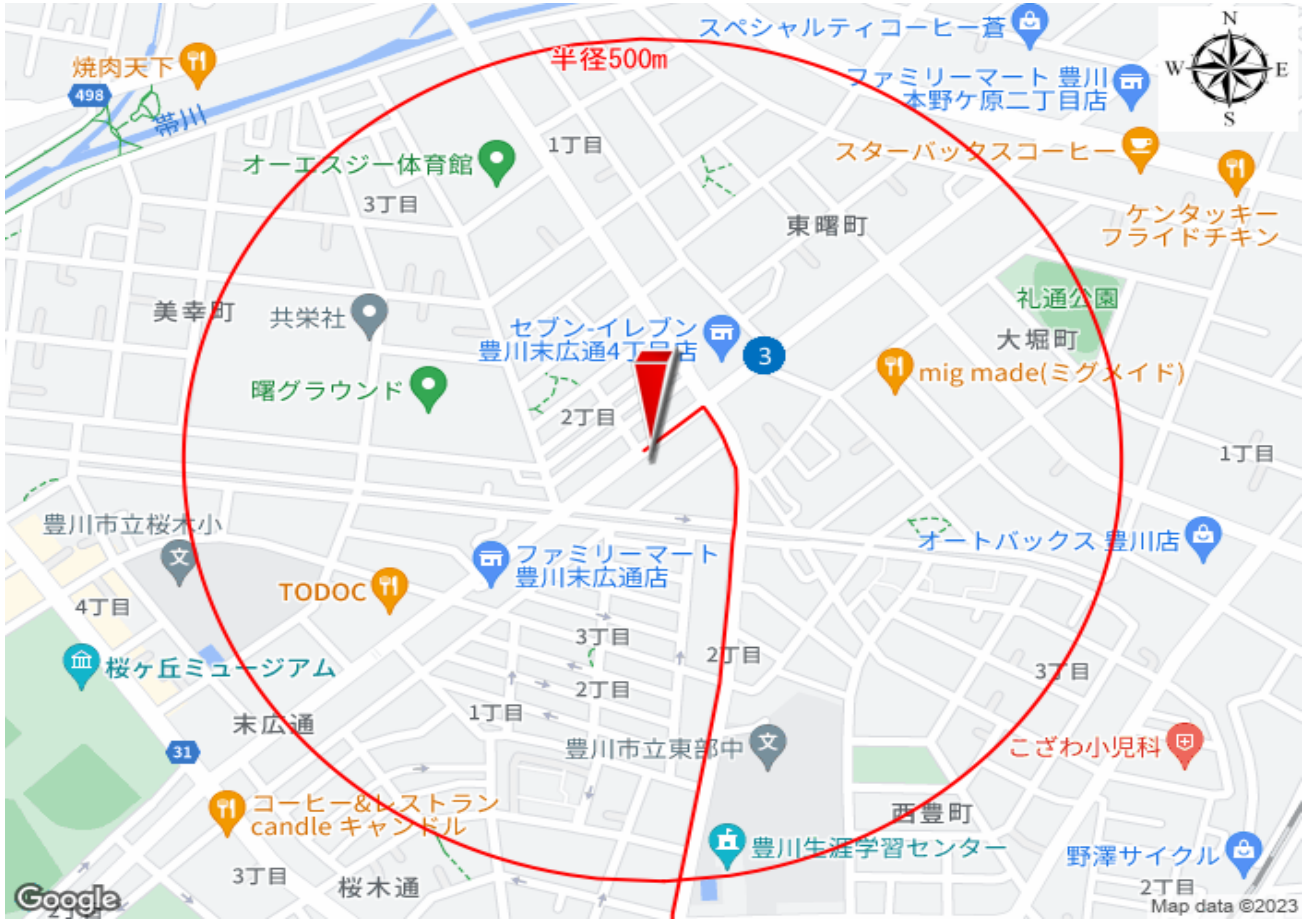 スペシャルティコーヒー蒼
N
W
E
S
半径500m
焼肉天下
498
帯川
ファミリーマート 豊川
本野ケ原二丁目店
1丁目
オーエスジー体育館
スターバックスコーヒー
3丁目
東曙町
ケンタッキー
フライドチキン
美幸町
共栄社
セブン-イレブン
豊川末広通4丁目店
3
礼通公園
大堀町
曙グラウンド
mig made(ミグメイド)
2丁目
1丁目
豊川市立桜木小
オートバックス 豊川店
ファミリーマート
豊川末広通店
TODOC
4丁目
3丁目
2丁目
3丁目
桜ヶ丘ミュージアム
2丁目
末広通
1丁目
31
豊川市立東部中
文
文
こざわ小児科
コーヒー&レストラン
candle キャンドル
西豊町
豊川生涯学習センター
野澤サイクル
3丁目
桜木通
2丁目
Google
2丁目
Map data ©2023